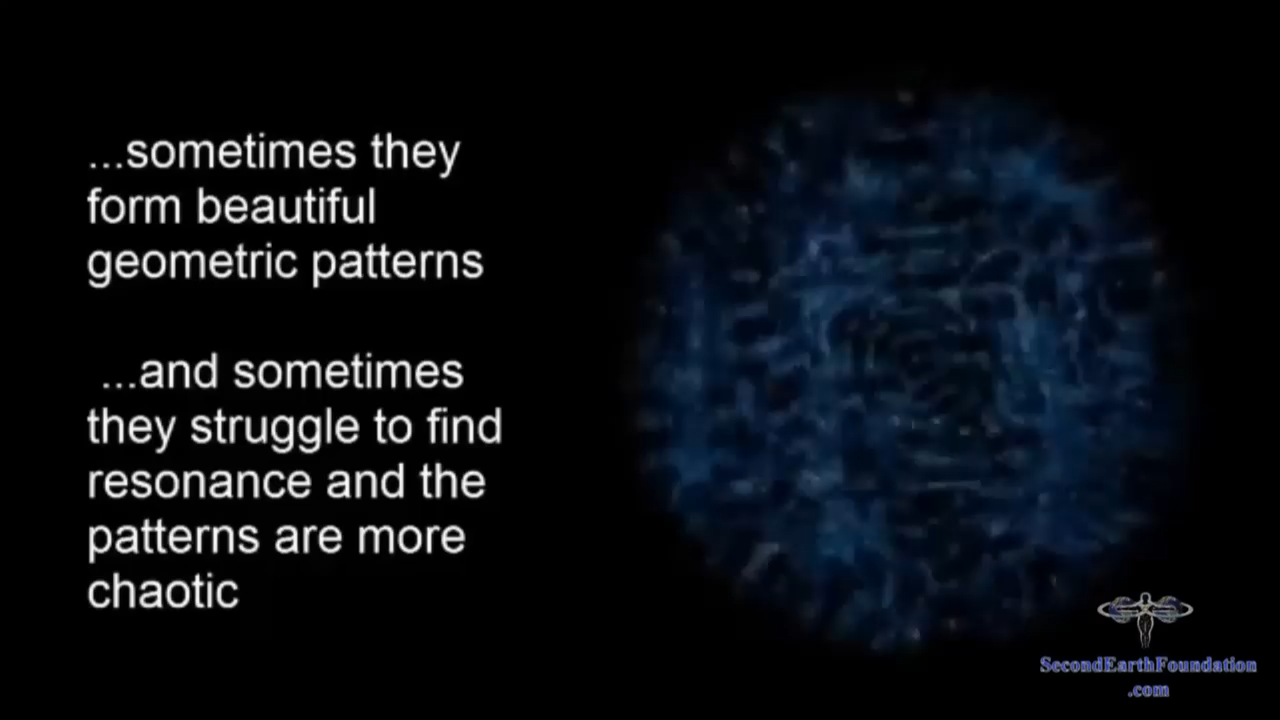 ...sometimes they
form beautiful
geometric patterns
...and sometimes
they struggle to find
resonance and the
patterns are more
chaotic
SecondEarthFoundation
.com